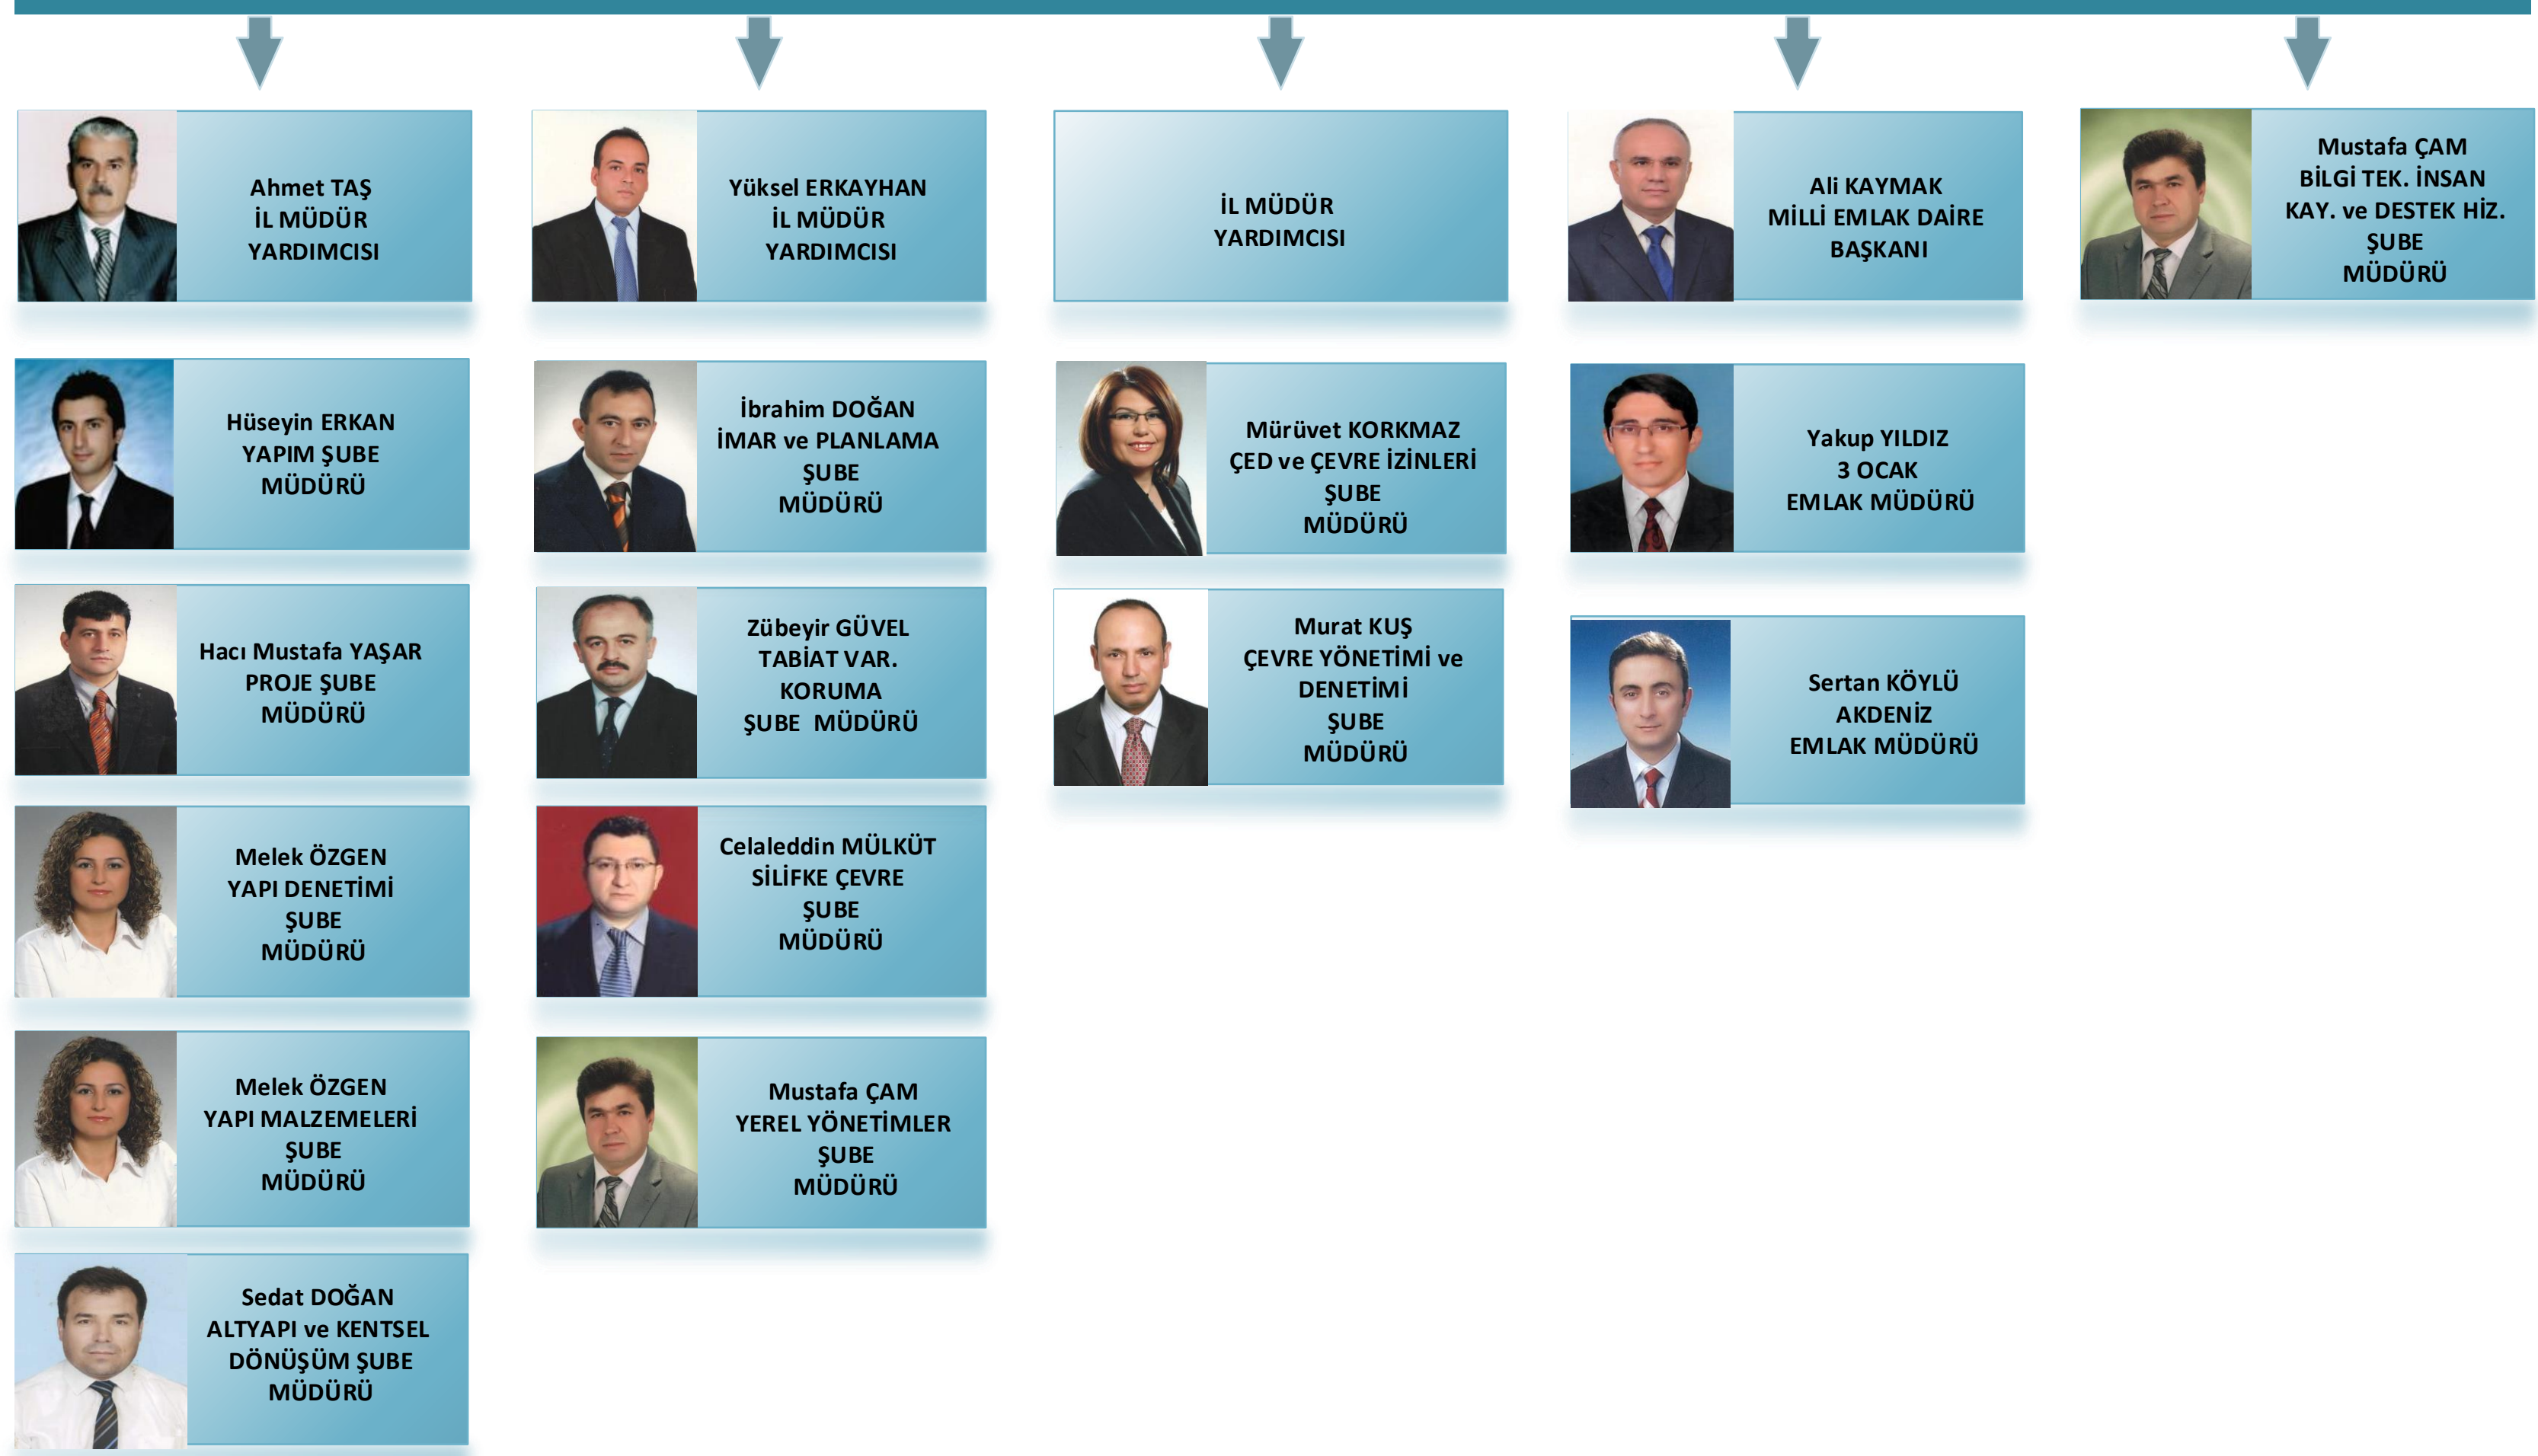 Ahmet TAŞ
İL MÜDÜR
YARDIMCISI
Yüksel ERKAYHAN
İL MÜDÜR
YARDIMCISI
İL MÜDÜR
YARDIMCISI
Ali KAYMAK
MİLLİ EMLAK DAİRE
BAŞKANI
Mustafa ÇAM
BİLGİ TEK. İNSAN
KAY. ve DESTEK HİZ.
ŞUBE
MÜDÜRÜ
Hüseyin ERKAN
YAPIM ŞUBE
MÜDÜRÜ
İbrahim DOĞAN
İMAR ve PLANLAMA
ŞUBE
MÜDÜRÜ
Mürüvet KORKMAZ
ÇED ve ÇEVRE İZİNLERİ
ŞUBE
MÜDÜRÜ
Yakup YILDIZ
3 OCAK
EMLAK MÜDÜRÜ
Hacı Mustafa YAŞAR
PROJE ŞUBE
MÜDÜRÜ
Zübeyir GÜVEL
TABİAT VAR.
KORUMA
ŞUBE  MÜDÜRÜ
Murat KUŞ
ÇEVRE YÖNETİMİ ve
DENETİMİ
ŞUBE
MÜDÜRÜ
Sertan KÖYLÜ
AKDENİZ
EMLAK MÜDÜRÜ
Melek ÖZGEN
YAPI DENETİMİ
ŞUBE
MÜDÜRÜ
Celaleddin MÜLKÜT
SİLİFKE ÇEVRE
ŞUBE
MÜDÜRÜ
Melek ÖZGEN
YAPI MALZEMELERİ
ŞUBE
MÜDÜRÜ
Mustafa ÇAM
YEREL YÖNETİMLER
ŞUBE
MÜDÜRÜ
Sedat DOĞAN
ALTYAPI ve KENTSEL
DÖNÜŞÜM ŞUBE
MÜDÜRÜ